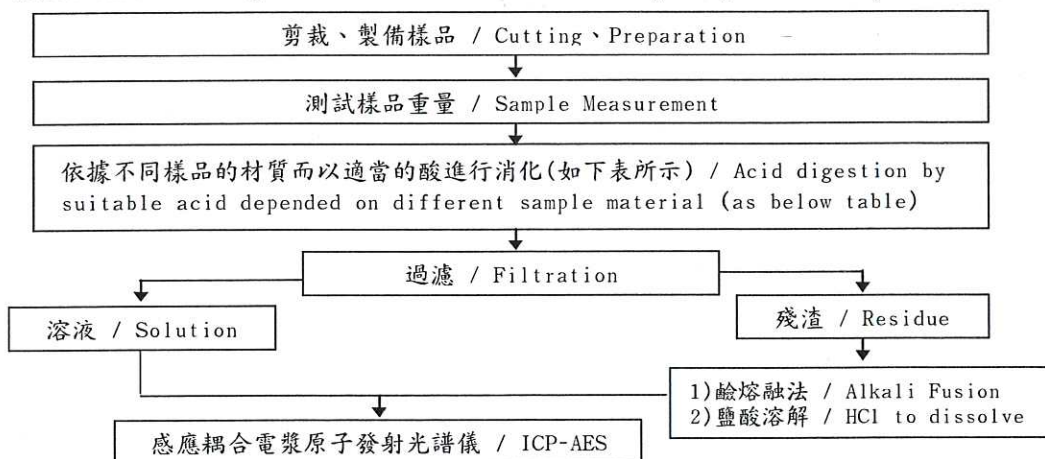 剪裁、製備樣品 / Cutting、Preparation
測試樣品重量 / Sample Measurement
依據不同樣品的材質而以適當的酸進行消化(如下表所示) / Acid digestion by
suitable acid depended on different sample material (as below table)
過濾 / Filtration
溶液 / Solution
殘渣 / Residue
1)鹼熔融法 / Alkali Fusion
2)鹽酸溶解 / HCl to dissolve
感應耦合電漿原子發射光譜儀 / ICP-AES